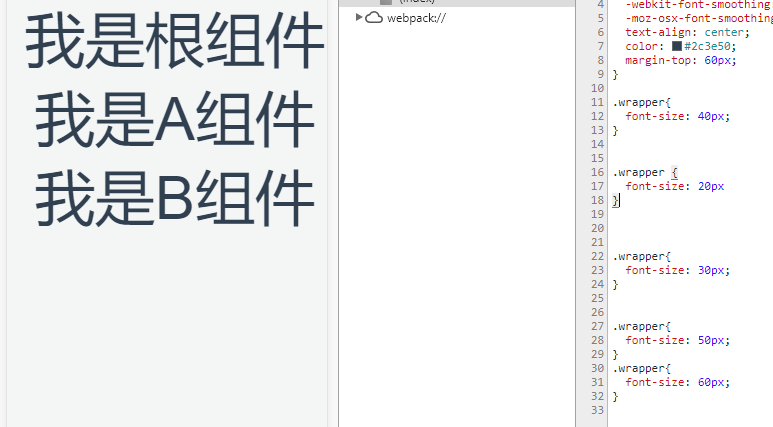 我是根组件
我是A组件
我是B组件
(index)
webpack://
4 -webkit-font-smoothing
5 -moz-osx-font-smoothing
6 text-align: center;
7 color: #2c3e50;
8 margin-top: 60px;
9 }
10
11 .wrapper{
12 font-size: 40px;
13 }
14
15
16 .wrapper {
17 font-size: 20px
18 }
19
20
21
22 .wrapper{
23 font-size: 30px;
24 }
25
26
27 .wrapper{
28 font-size: 50px;
29 }
30 .wrapper{
31 font-size: 60px;
32 }
33